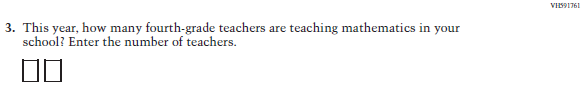 VH591761
3. This year, how many fourth-grade teachers are teaching mathematics in your
school? Enter the number of teachers.